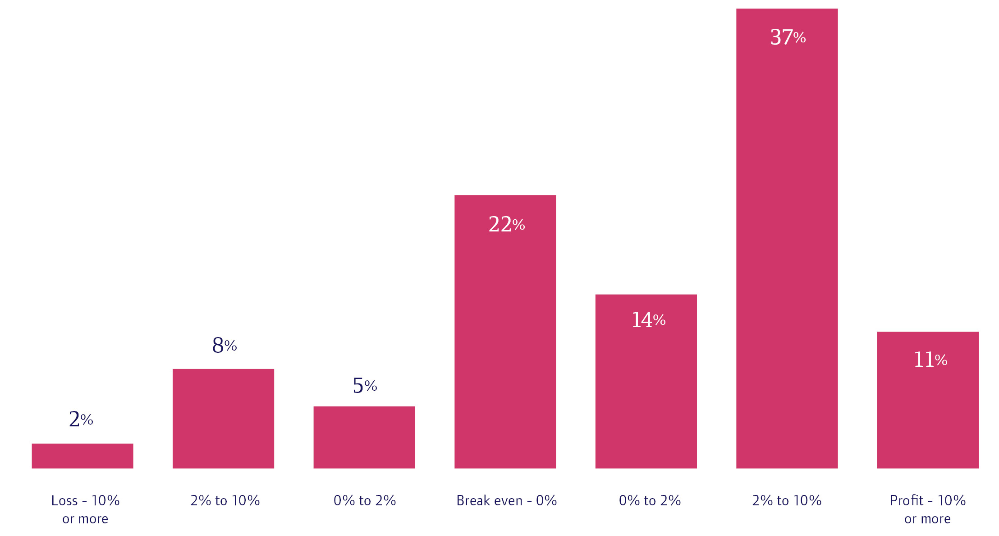 37%
22%
14%
8%
11%
5%
2%
Loss - 10%
or more
2% to 10%
0% to 2%
Break even - 0%
0% to 2%
2% to 10%
Profit - 10%
or more